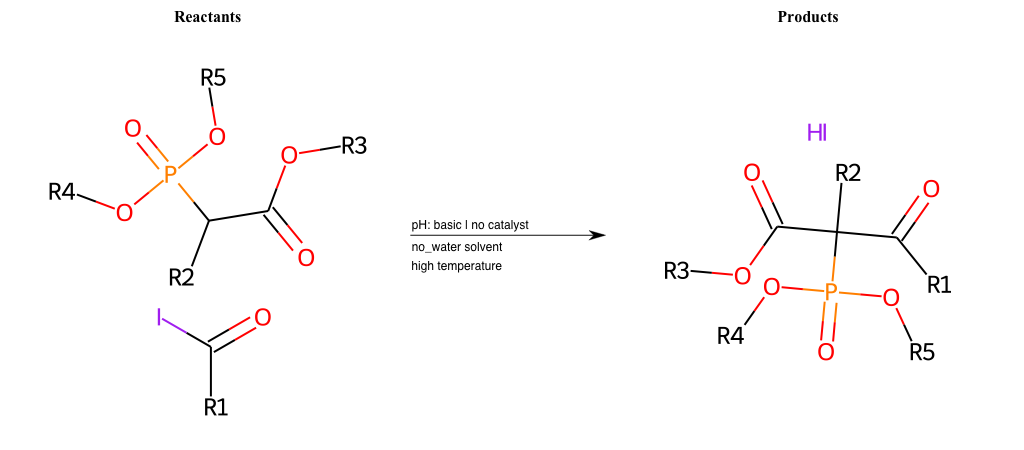 Reactants
Products
R5
O
O
P
O
R3
R4
O
O
R2
I
O
R1
pH: basic | no catalyst
no_water solvent
high temperature
HI
O
R2
O
R3
O
O
P
O
R1
R4
O
R5